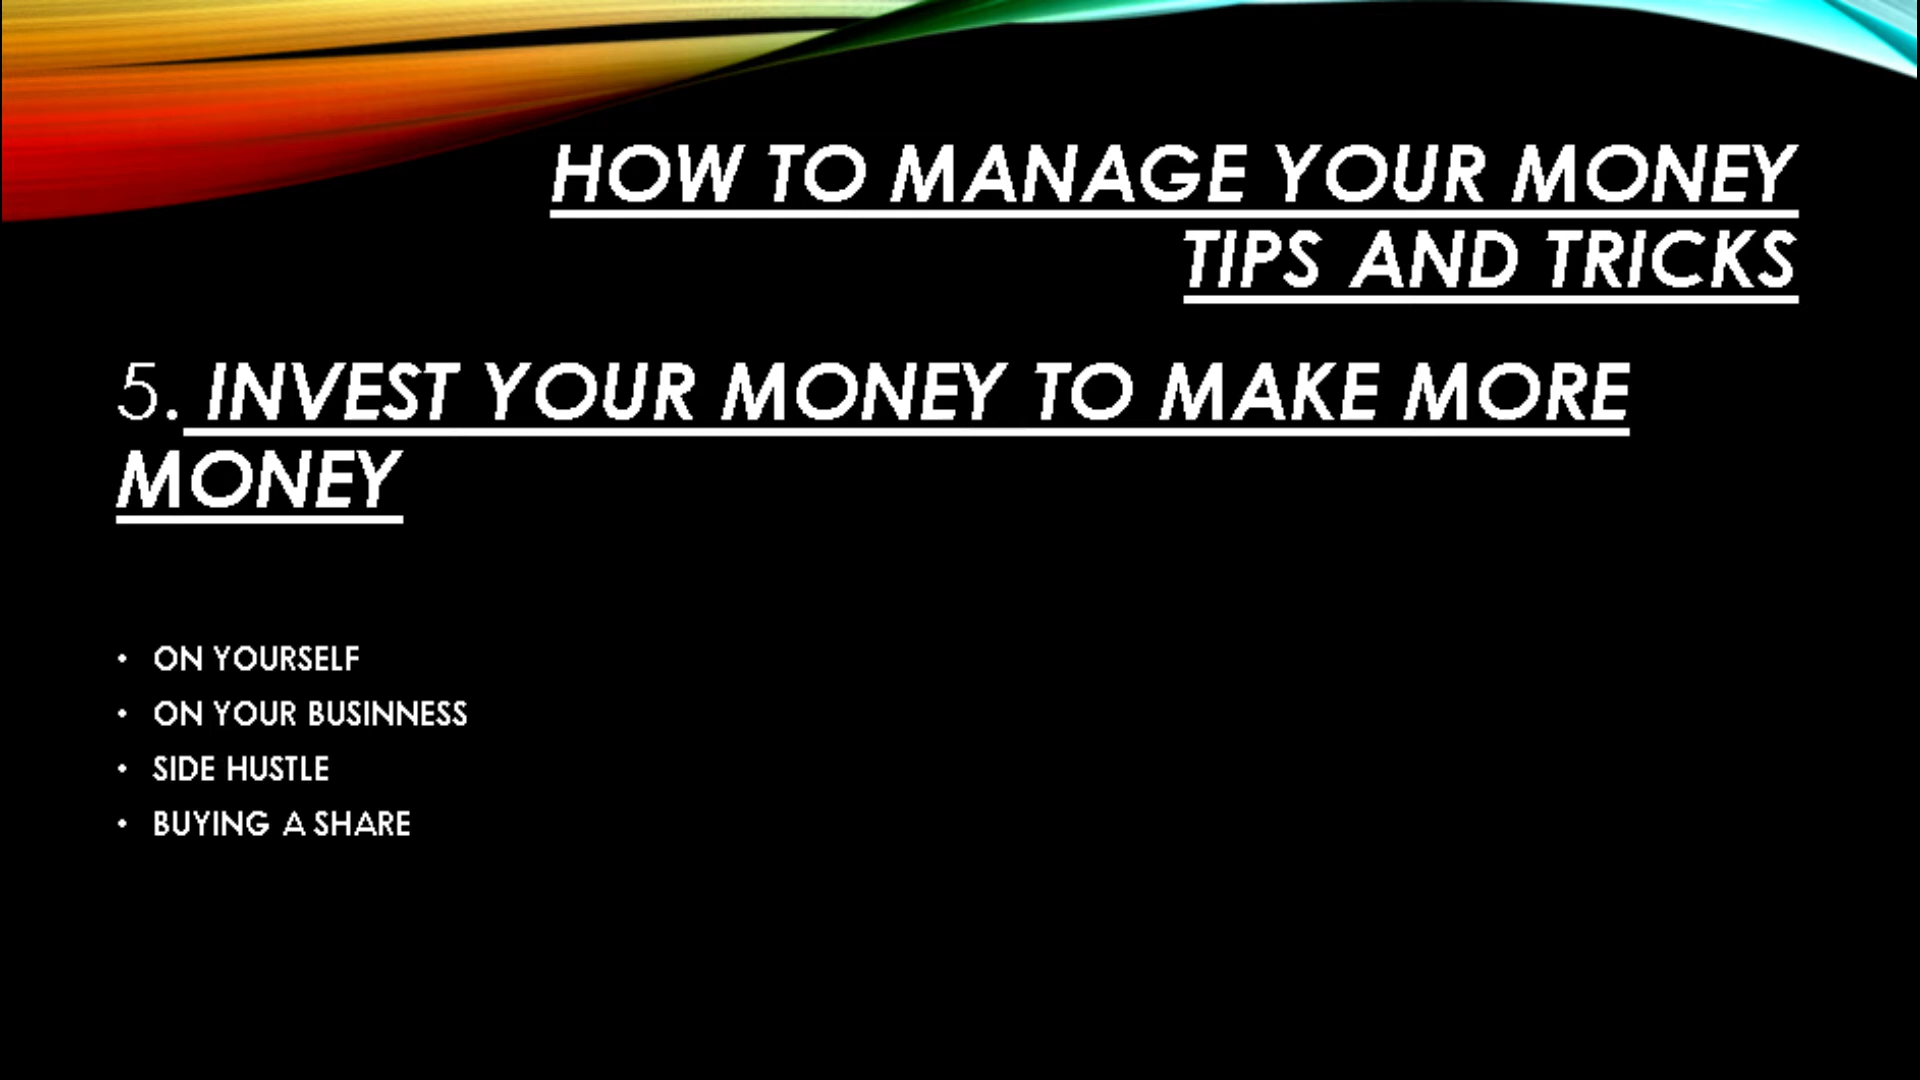 HOW TO MANAGE YOUR MONEY
TIPS AND TRICKS
5. INVEST YOUR MONEY TO MAKE MORE
MONEY
• ON YOURSELF
• ON YOUR BUSINNESS
• SIDE HUSTLE
• BUYING A SHARE